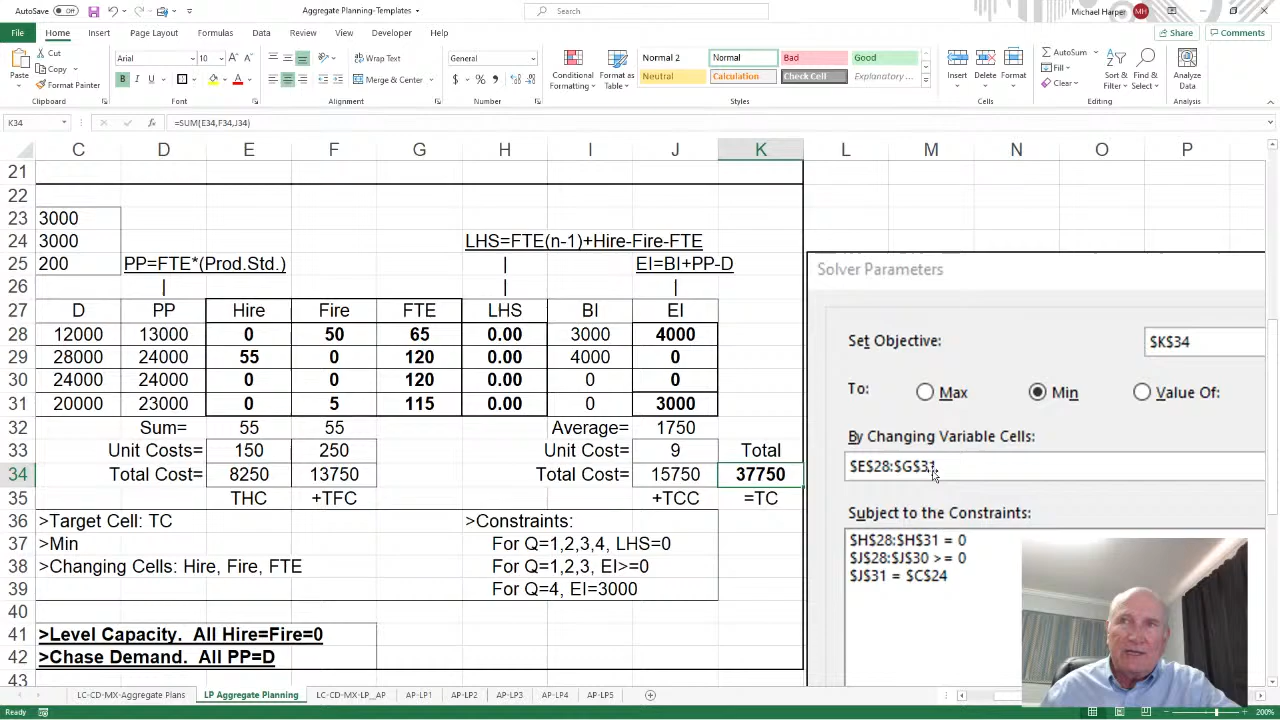 AutoSave Off Aggregate Planning-Templates Search Michael Harper MH
File Home Insert Page Layout Formulas Data Review View Developer Help Share Comments
Cut Arial 10 General Normal 2 Normal Bad Good AutoSum
Copy Fill
Paste Format Painter B I U Merge & Center $ % Conditional Formatting Format as Table Neutral Calculation Check Cell Explanatory ... Insert Delete Format Clear Sort & Filter Find & Select Analyze Data
Clipboard Font Alignment Number Styles Cells Editing Analysis
K34 fx =SUM(E34,F34,J34)
C D E F G H I J K L M N O P
21
22
23 3000
24 3000 LHS=FTE(n-1)+Hire-Fire-FTE
25 200 PP=FTE*(Prod.Std.) | EI=BI+PP-D
26 | | |
27 D PP Hire Fire FTE LHS BI EI
28 12000 13000 0 50 65 0.00 3000 4000
29 28000 24000 55 0 120 0.00 4000 0
30 24000 24000 0 0 120 0.00 0 0
31 20000 23000 0 5 115 0.00 0 3000
32 Sum= 55 55 Average= 1750
33 Unit Costs= 150 250 Unit Cost= 9 Total
34 Total Cost= 8250 13750 Total Cost= 15750 37750
35 THC +TFC +TCC =TC
36 >Target Cell: TC >Constraints:
37 >Min For Q=1,2,3,4, LHS=0
38 >Changing Cells: Hire, Fire, FTE For Q=1,2,3, EI>=0
39 For Q=4, EI=3000
40
41 >Level Capacity. All Hire=Fire=0
42 >Chase Demand. All PP=D
43
Solver Parameters
Set Objective: $K$34
To: Max Min Value Of:
By Changing Variable Cells:
$E$28:$G$31
Subject to the Constraints:
$H$28:$H$31 = 0
$J$28:$J$30 >= 0
$J$31 = $C$24
LC-CD-MX-Aggregate Plans LP Aggregate Planning LC-CD-MX-LP_AP AP-LP1 AP-LP2 AP-LP3 AP-LP4 AP-LP5
Ready 200%